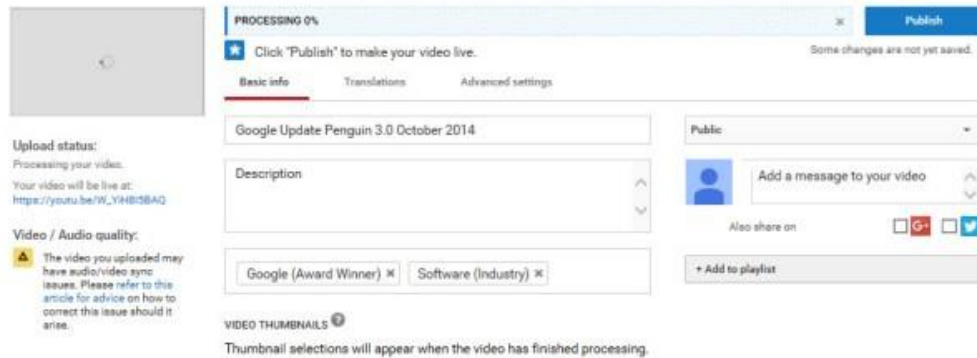 PROCESSING 0%
Publish
Click "Publish" to make your video live.
Some changes are not yet saved.
Basic info
Translations
Advanced settings
Google Update Penguin 3.0 October 2014
Public
Upload status:
Processing your video.
Your video will be live at:
Description
Add a message to your video
Also share on
G+
Video / Audio quality:
The video you uploaded may
have audio/video sync
issues. Please refer to this
article for advice on how to
correct this issue should it
arise.
Google (Award Winner) ×
Software (Industry) ×
+ Add to playlist
VIDEO THUMBNAILS ?
Thumbnail selections will appear when the video has finished processing.